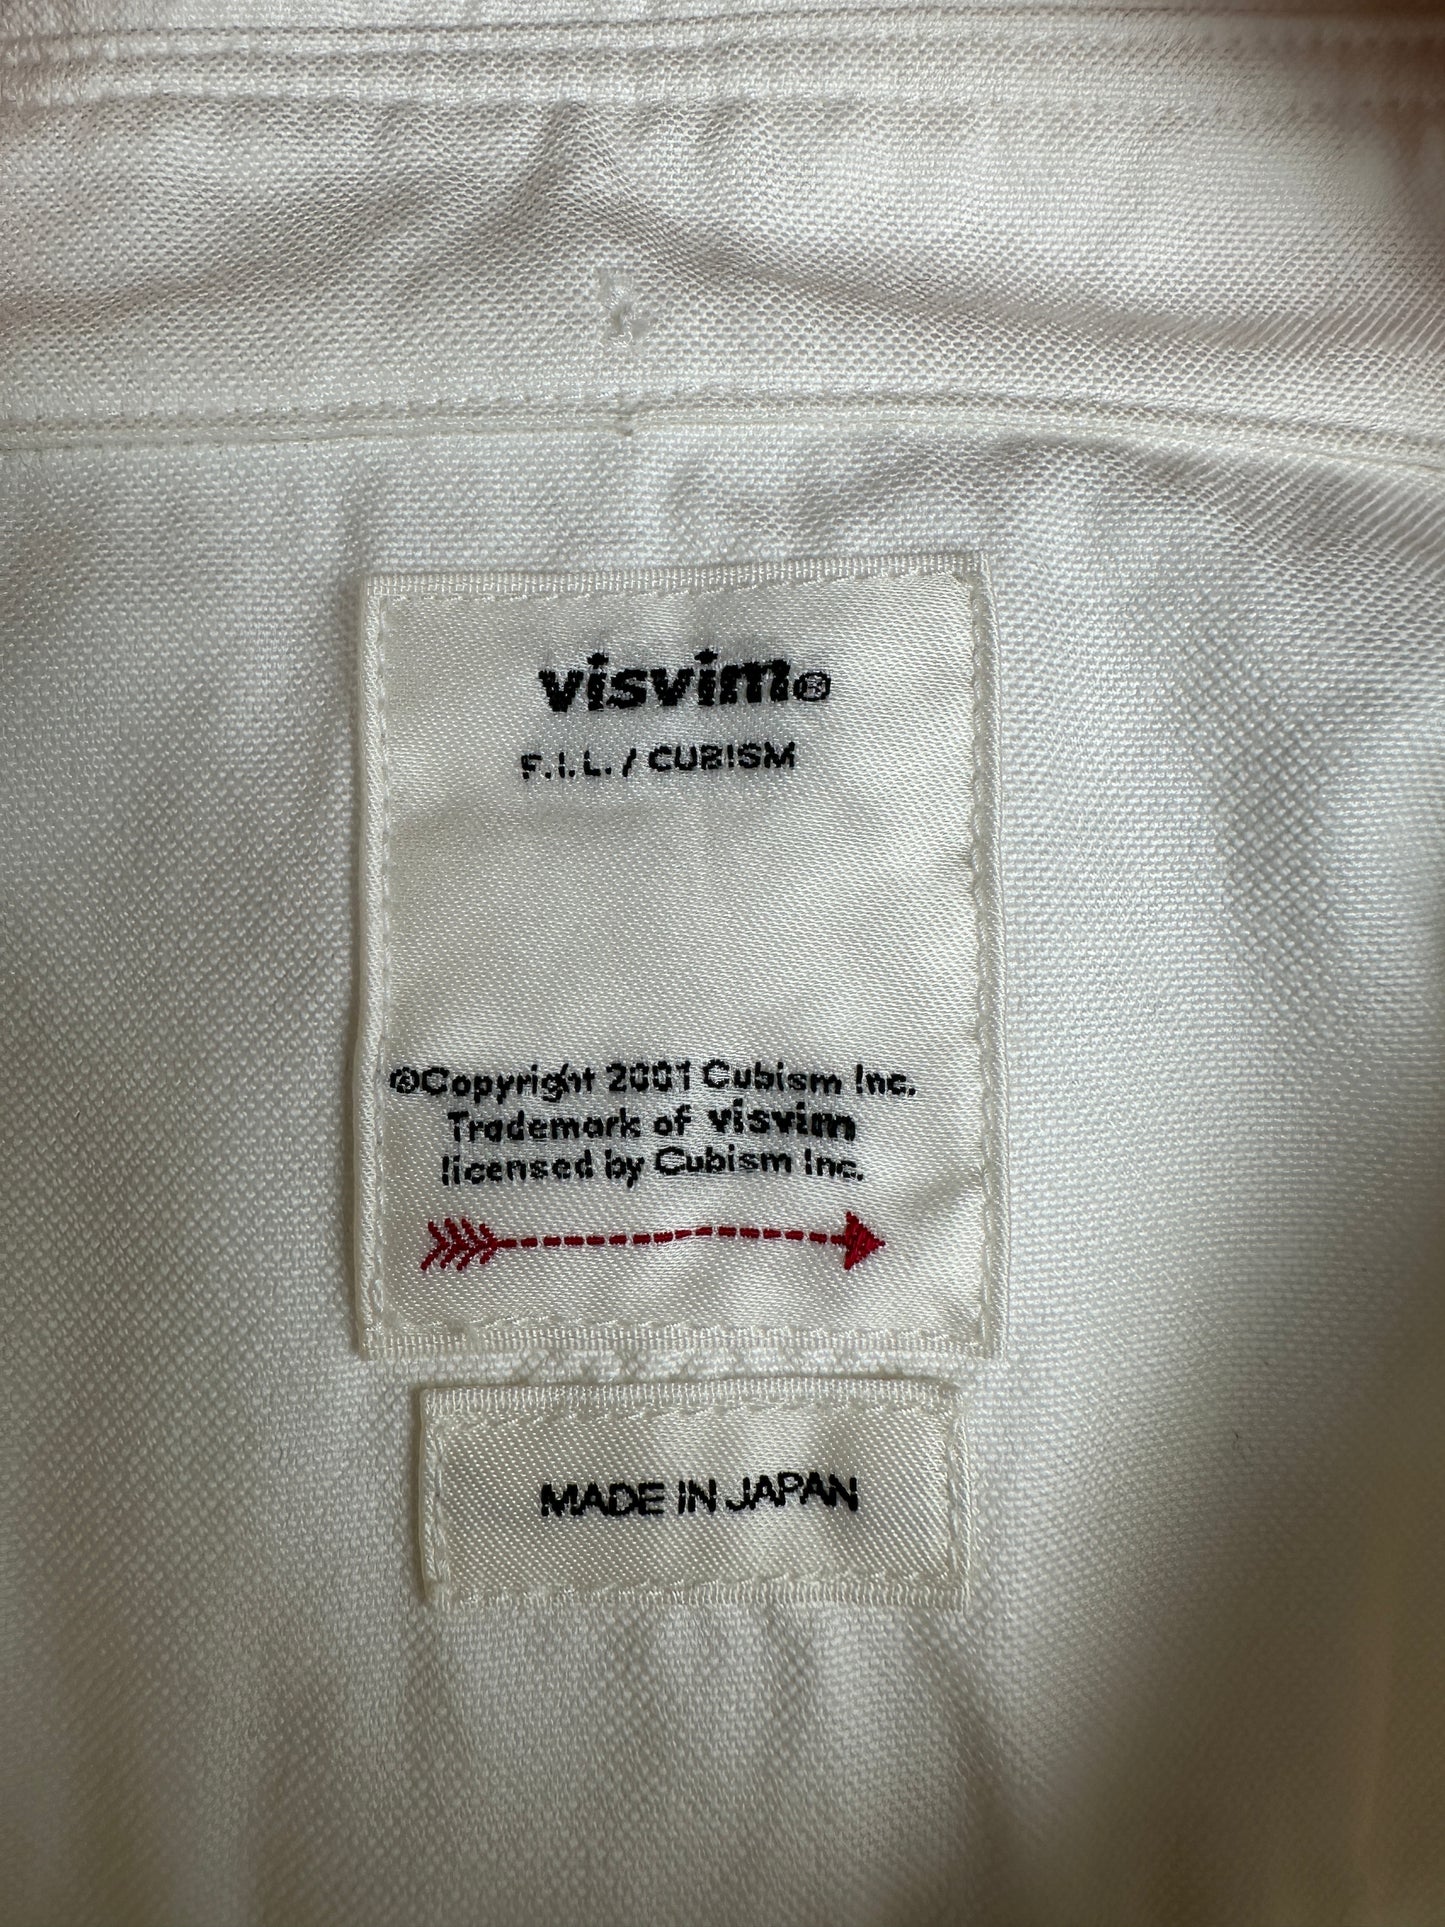 visvim®
F.I.L. / CUBISM
®Copyright 2001 Cubism Inc.
Trademark of visvim
licensed by Cubism Inc.
MADE IN JAPAN